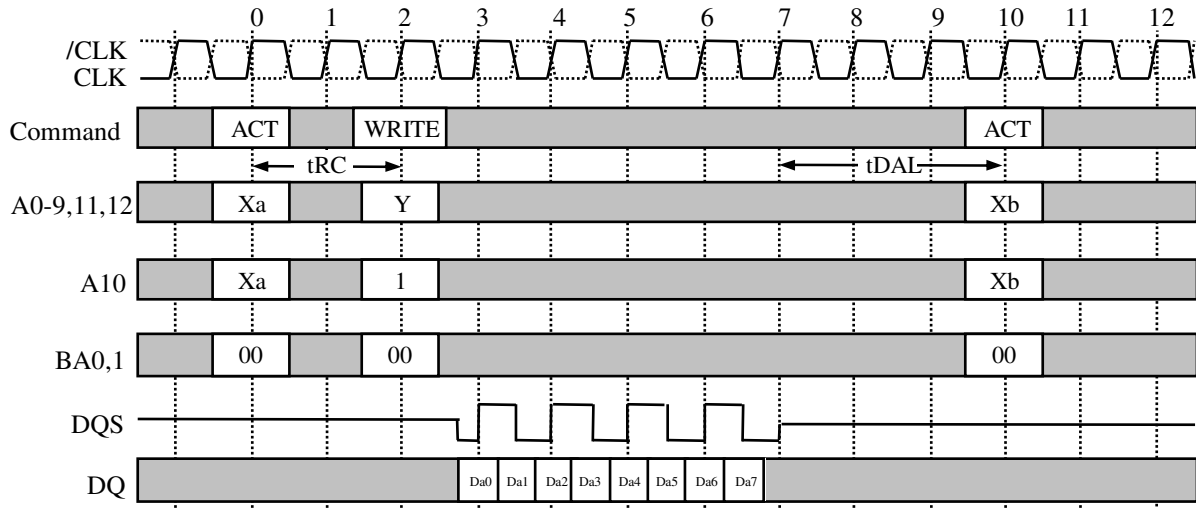 0 1 2 3 4 5 6 7 8 9 10 11 12
/CLK
CLK
Command ACT WRITE ACT
tRC tDAL
A0-9,11,12 Xa Y Xb
A10 Xa 1 Xb
BA0,1 00 00 00
DQS
DQ Da0 Da1 Da2 Da3 Da4 Da5 Da6 Da7